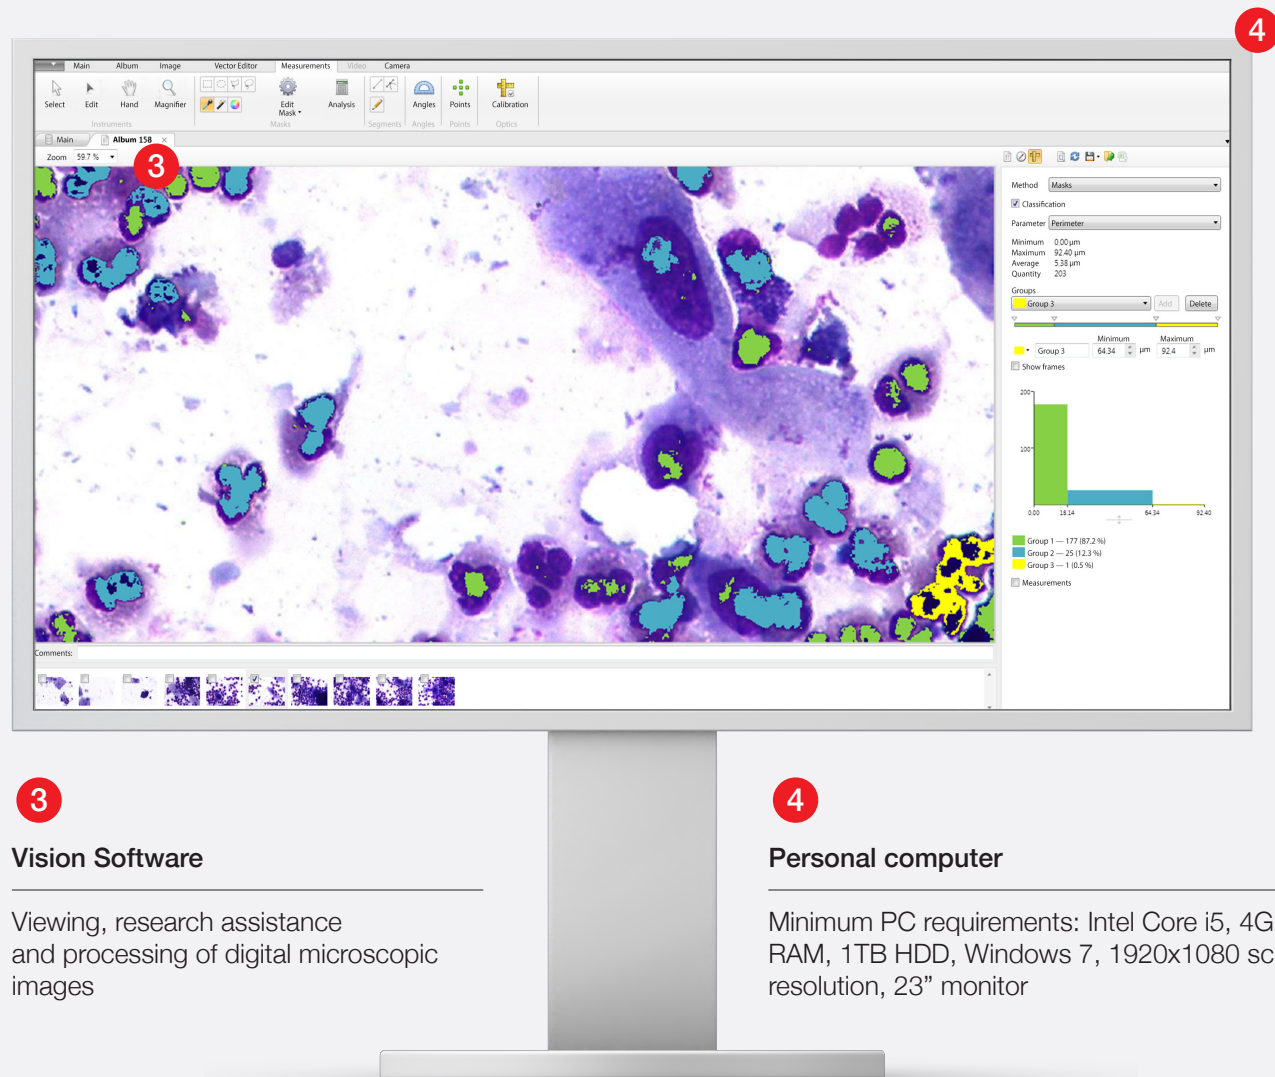 4
Main Album Image Vector Editor Measurements Video Camera
Select Edit Hand Magnifier Edit Mask Analysis Angles Points Calibration
Instruments Masks Segments Angles Points Optics
Main Album 158
Zoom 59.7 %
3
Method Masks
Classification
Parameter Perimeter
Minimum 0.00 µm
Maximum 92.40 µm
Average 5.38 µm
Quantity 203
Groups
Group 3 Add Delete
Minimum Maximum
Group 3 64.34 µm 92.4 µm
Show frames
200
100
0.00 18.14 64.34 92.40
Group 1 — 177 (87.2 %)
Group 2 — 25 (12.3 %)
Group 3 — 1 (0.5 %)
Measurements
Comments:
3
Vision Software
Viewing, research assistance
and processing of digital microscopic
images
4
Personal computer
Minimum PC requirements: Intel Core i5, 4G
RAM, 1TB HDD, Windows 7, 1920x1080 sc
resolution, 23” monitor